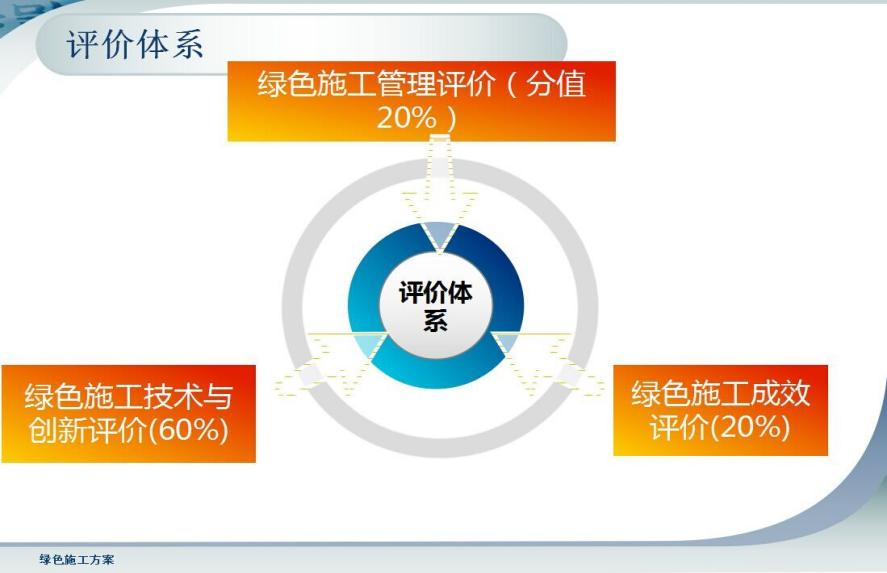 评价体系
绿色施工管理评价（分值
20%）
评价体
系
绿色施工技术与
创新评价(60%)
绿色施工成效
评价(20%)
绿色施工方案